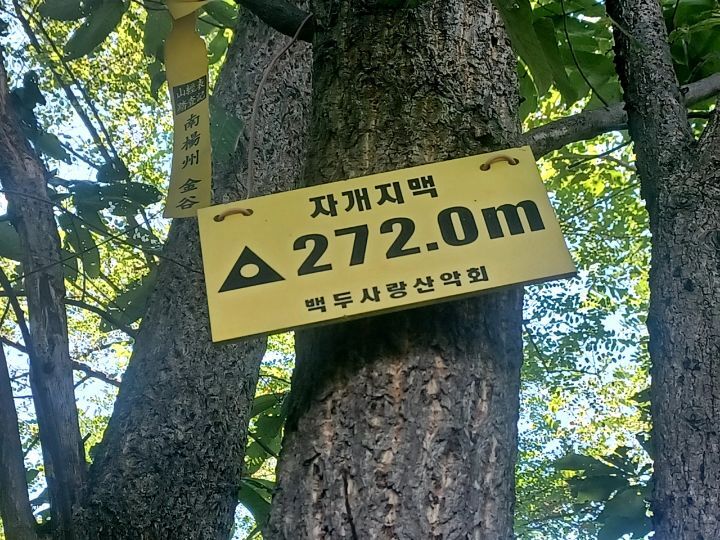 南楊州 金谷
자개지맥
272.0m
백두사랑산악회